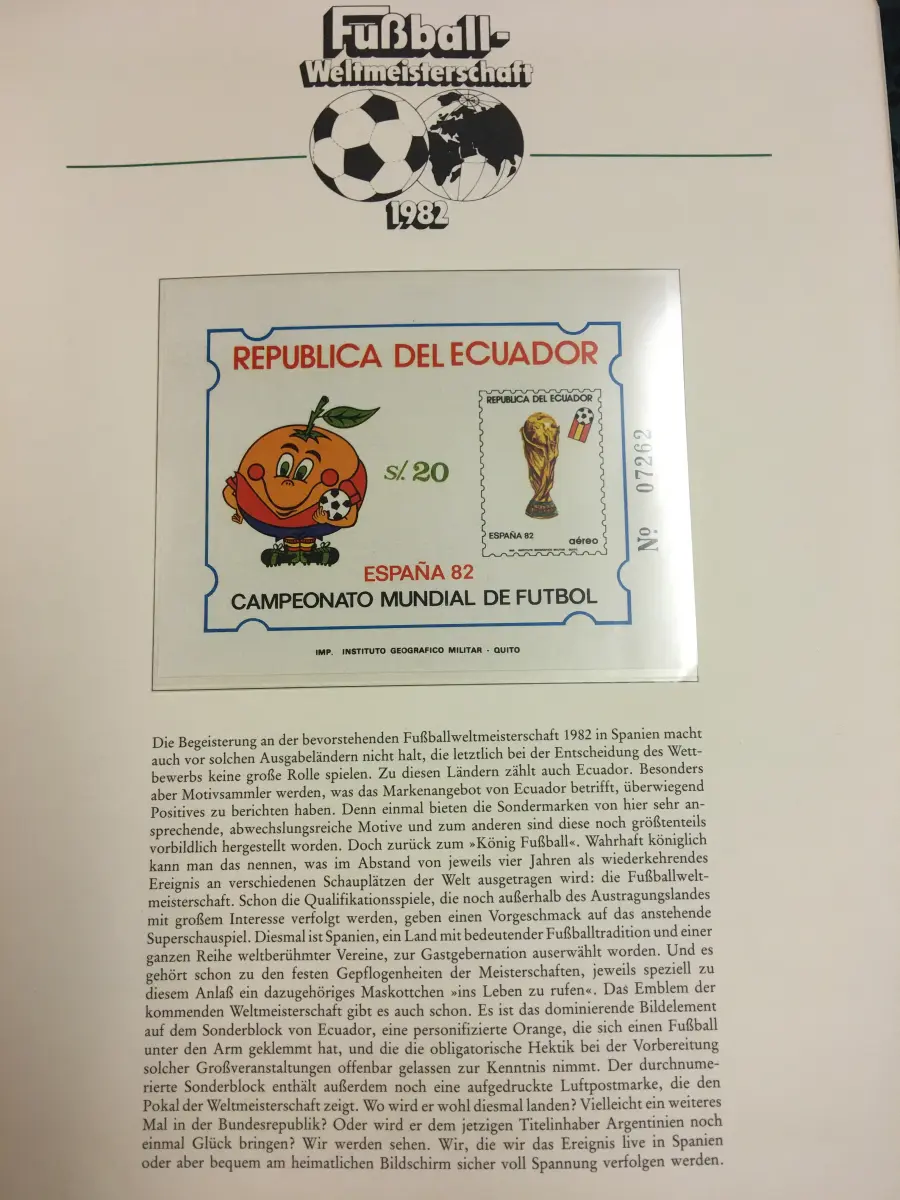 Fußball-
Weltmeisterschaft
1982
REPUBLICA DEL ECUADOR
REPUBLICA DEL ECUADOR
s/. 20
ESPAÑA 82
aéreo
Nº 07262
ESPAÑA 82
CAMPEONATO MUNDIAL DE FUTBOL
IMP. INSTITUTO GEOGRAFICO MILITAR - QUITO
Die Begeisterung an der bevorstehenden Fußballweltmeisterschaft 1982 in Spanien macht
auch vor solchen Ausgabeländern nicht halt, die letztlich bei der Entscheidung des Wett-
bewerbs keine große Rolle spielen. Zu diesen Ländern zählt auch Ecuador. Besonders
aber Motivsammler werden, was das Markenangebot von Ecuador betrifft, überwiegend
Positives zu berichten haben. Denn einmal bieten die Sondermarken von hier sehr an-
sprechende, abwechslungsreiche Motive und zum anderen sind diese noch größtenteils
vorbildlich hergestellt worden. Doch zurück zum »König Fußball«. Wahrhaft königlich
kann man das nennen, was im Abstand von jeweils vier Jahren als wiederkehrendes
Ereignis an verschiedenen Schauplätzen der Welt ausgetragen wird: die Fußballwelt-
meisterschaft. Schon die Qualifikationsspiele, die noch außerhalb des Austragungslandes
mit großem Interesse verfolgt werden, geben einen Vorgeschmack auf das anstehende
Superschauspiel. Diesmal ist Spanien, ein Land mit bedeutender Fußballtradition und einer
ganzen Reihe weltberühmter Vereine, zur Gastgebernation auserwählt worden. Und es
gehört schon zu den festen Gepflogenheiten der Meisterschaften, jeweils speziell zu
diesem Anlaß ein dazugehöriges Maskottchen »ins Leben zu rufen«. Das Emblem der
kommenden Weltmeisterschaft gibt es auch schon. Es ist das dominierende Bildelement
auf dem Sonderblock von Ecuador, eine personifizierte Orange, die sich einen Fußball
unter den Arm geklemmt hat, und die die obligatorische Hektik bei der Vorbereitung
solcher Großveranstaltungen offenbar gelassen zur Kenntnis nimmt. Der durchnume-
rierte Sonderblock enthält außerdem noch eine aufgedruckte Luftpostmarke, die den
Pokal der Weltmeisterschaft zeigt. Wo wird er wohl diesmal landen? Vielleicht ein weiteres
Mal in der Bundesrepublik? Oder wird er dem jetzigen Titelinhaber Argentinien noch
einmal Glück bringen? Wir werden sehen. Wir, die wir das Ereignis live in Spanien
oder aber bequem am heimatlichen Bildschirm sicher voll Spannung verfolgen werden.